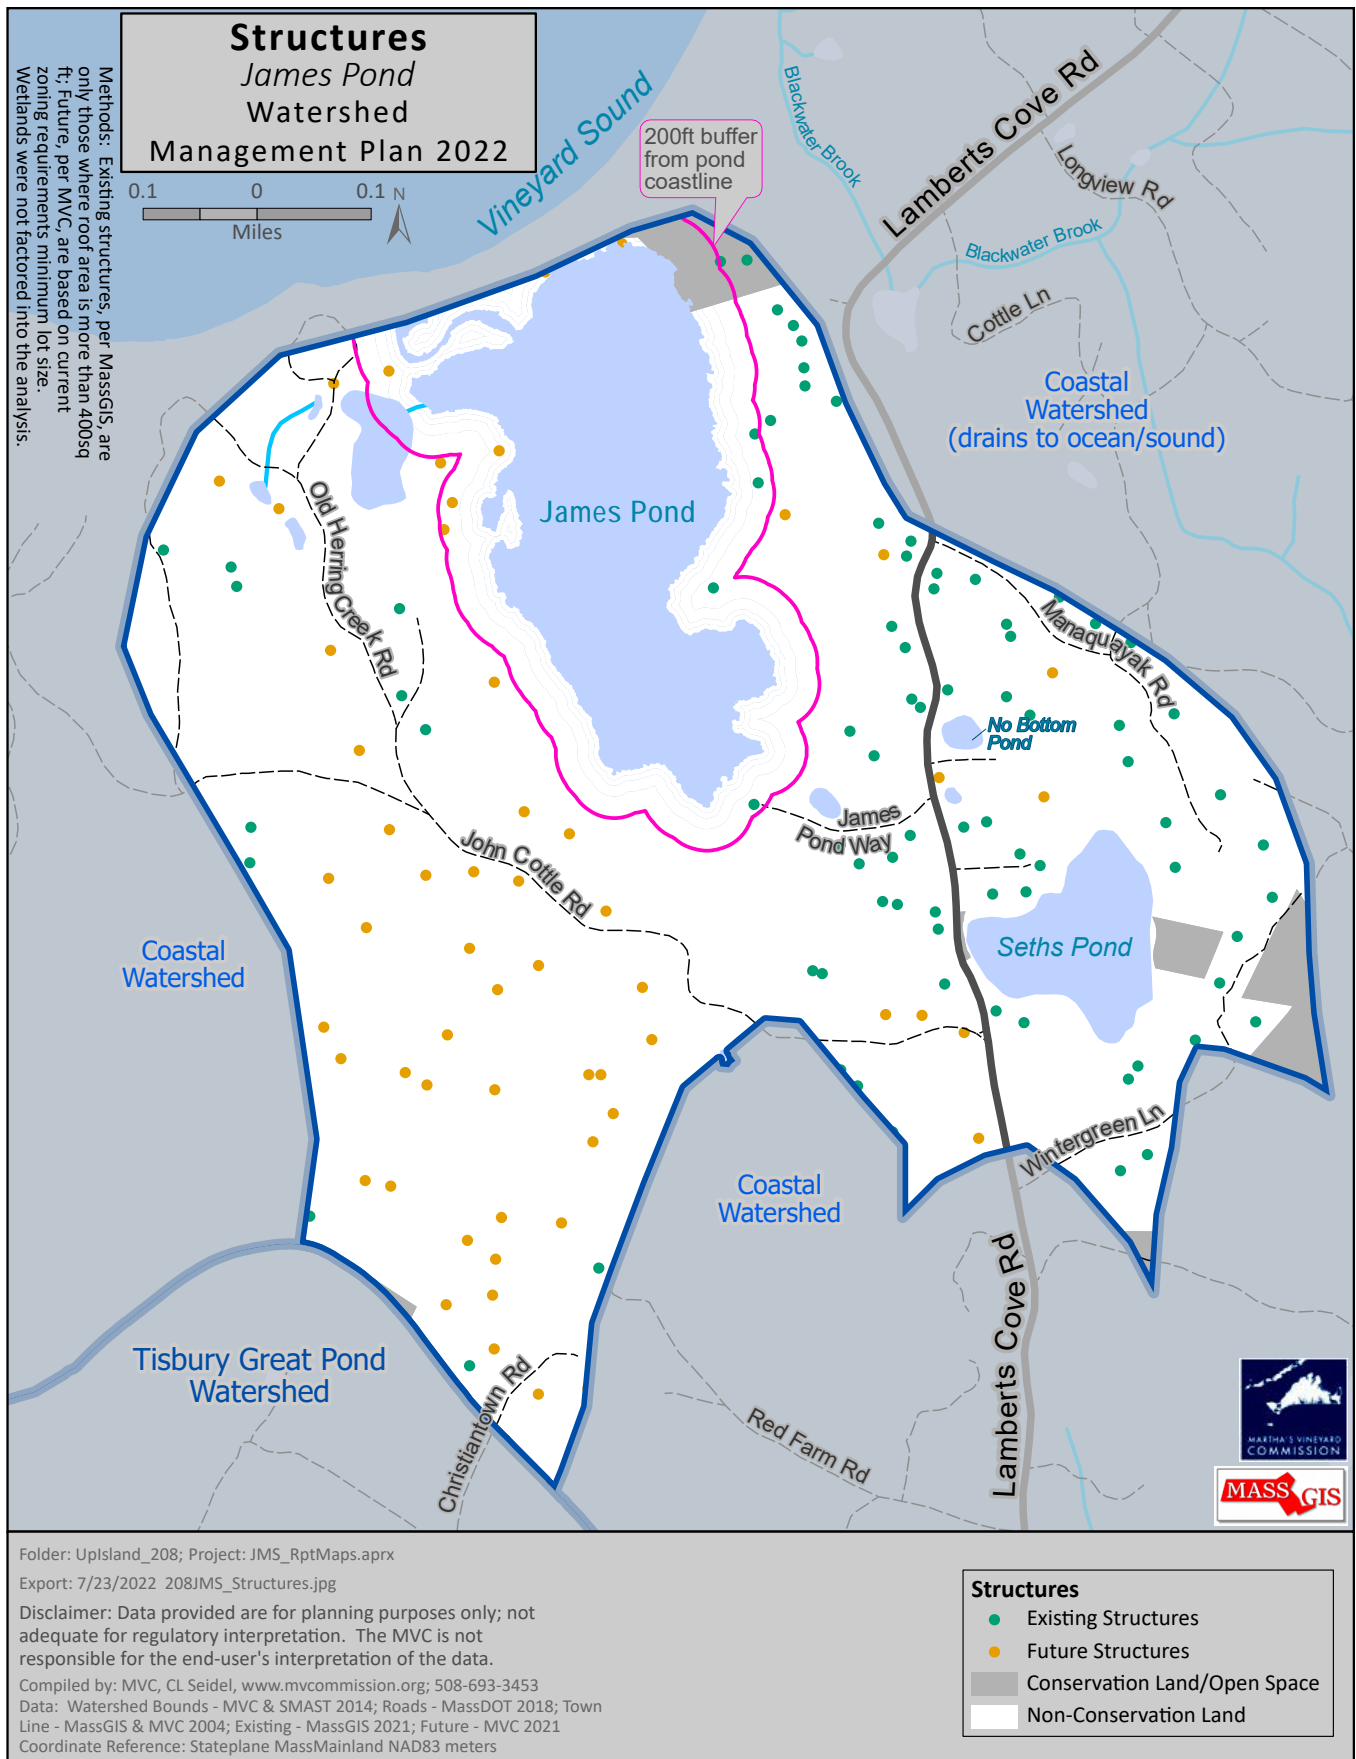 Structures
James Pond
Watershed
Management Plan 2022
Methods: Existing structures, per MassGIS, are
only those where roof area is more than 400sq
ft; Future, per MVC, are based on current
zoning requirements minimum lot size.
Wetlands were not factored into the analysis.
0.1 0 0.1 N
Miles
Vineyard Sound
200ft buffer
from pond
coastline
Blackwater Brook
Lamberts Cove Rd
Longview Rd
Blackwater Brook
Cottle Ln
Coastal
Watershed
(drains to ocean/sound)
James Pond
Old Herring Creek Rd
Manaquayak Rd
No Bottom
Pond
James
Pond Way
John Cottle Rd
Seths Pond
Coastal
Watershed
Wintergreen Ln
Coastal
Watershed
Lamberts Cove Rd
Tisbury Great Pond
Watershed
Christiantown Rd
Red Farm Rd
MARTHA'S VINEYARD
COMMISSION
MASS GIS
Folder: UpIsland_208; Project: JMS_RptMaps.aprx
Export: 7/23/2022 208JMS_Structures.jpg
Disclaimer: Data provided are for planning purposes only; not
adequate for regulatory interpretation. The MVC is not
responsible for the end-user's interpretation of the data.
Compiled by: MVC, CL Seidel, www.mvcommission.org; 508-693-3453
Data: Watershed Bounds - MVC & SMAST 2014; Roads - MassDOT 2018; Town
Line - MassGIS & MVC 2004; Existing - MassGIS 2021; Future - MVC 2021
Coordinate Reference: Stateplane MassMainland NAD83 meters
Structures
Existing Structures
Future Structures
Conservation Land/Open Space
Non-Conservation Land